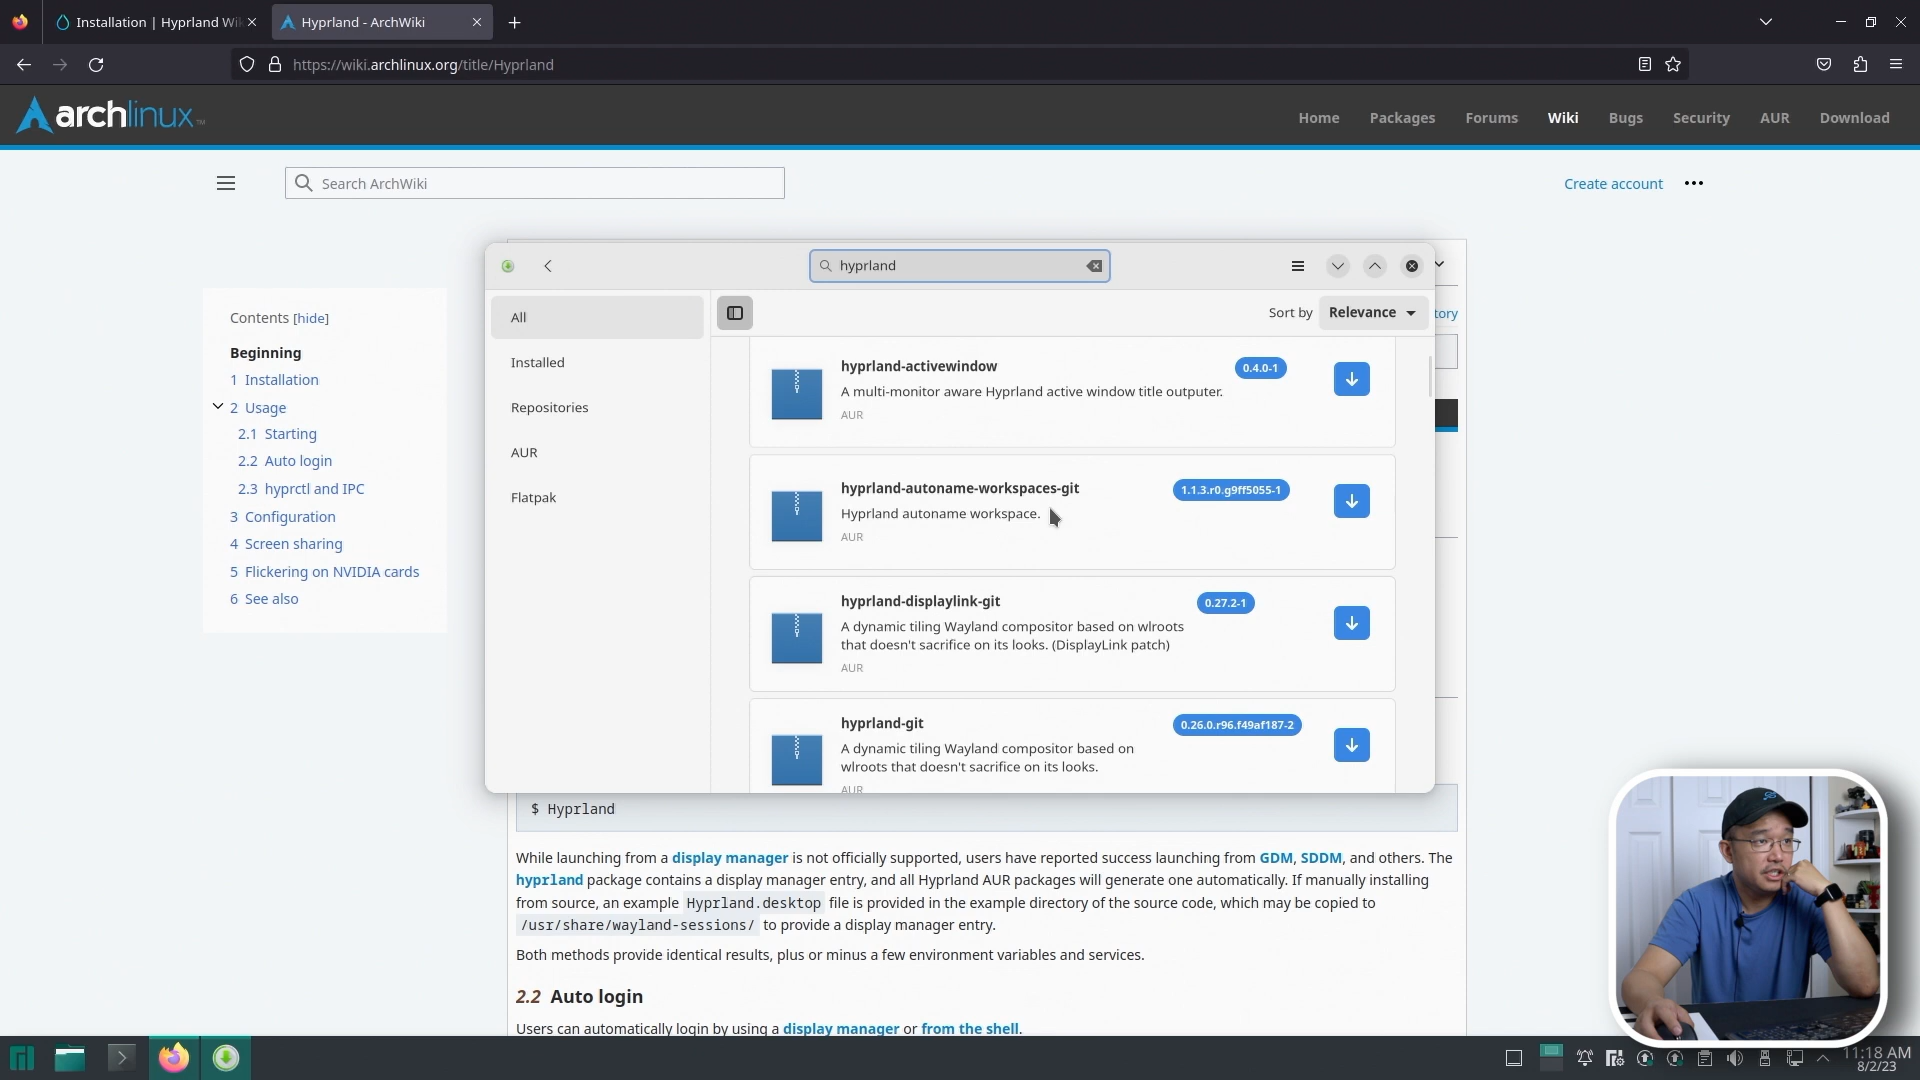 Installation | Hyprland Wi
Hyprland - ArchWiki
https://wiki.archlinux.org/title/Hyprland
archlinux
TM
Home
Packages
Forums
Wiki
Bugs
Security
AUR
Download
Search ArchWiki
Create account
hyprland
Contents [hide]
Beginning
1 Installation
2 Usage
2.1 Starting
2.2 Auto login
2.3 hyprctl and IPC
3 Configuration
4 Screen sharing
5 Flickering on NVIDIA cards
6 See also
All
Installed
Repositories
AUR
Flatpak
Sort by
Relevance
tory
hyprland-activewindow
0.4.0-1
A multi-monitor aware Hyprland active window title outputer.
AUR
hyprland-autoname-workspaces-git
1.1.3.r0.g9ff5055-1
Hyprland autoname workspace.
AUR
hyprland-displaylink-git
0.27.2-1
A dynamic tiling Wayland compositor based on wlroots
that doesn't sacrifice on its looks. (DisplayLink patch)
AUR
hyprland-git
0.26.0.r96.f49af187-2
A dynamic tiling Wayland compositor based on
wlroots that doesn't sacrifice on its looks.
AUR
$ Hyprland
While launching from a display manager is not officially supported, users have reported success launching from GDM, SDDM, and others. The
hyprland package contains a display manager entry, and all Hyprland AUR packages will generate one automatically. If manually installing
from source, an example Hyprland.desktop file is provided in the example directory of the source code, which may be copied to
/usr/share/wayland-sessions/ to provide a display manager entry.
Both methods provide identical results, plus or minus a few environment variables and services.
2.2 Auto login
Users can automatically login by using a display manager or from the shell.
11:18 AM
8/2/23